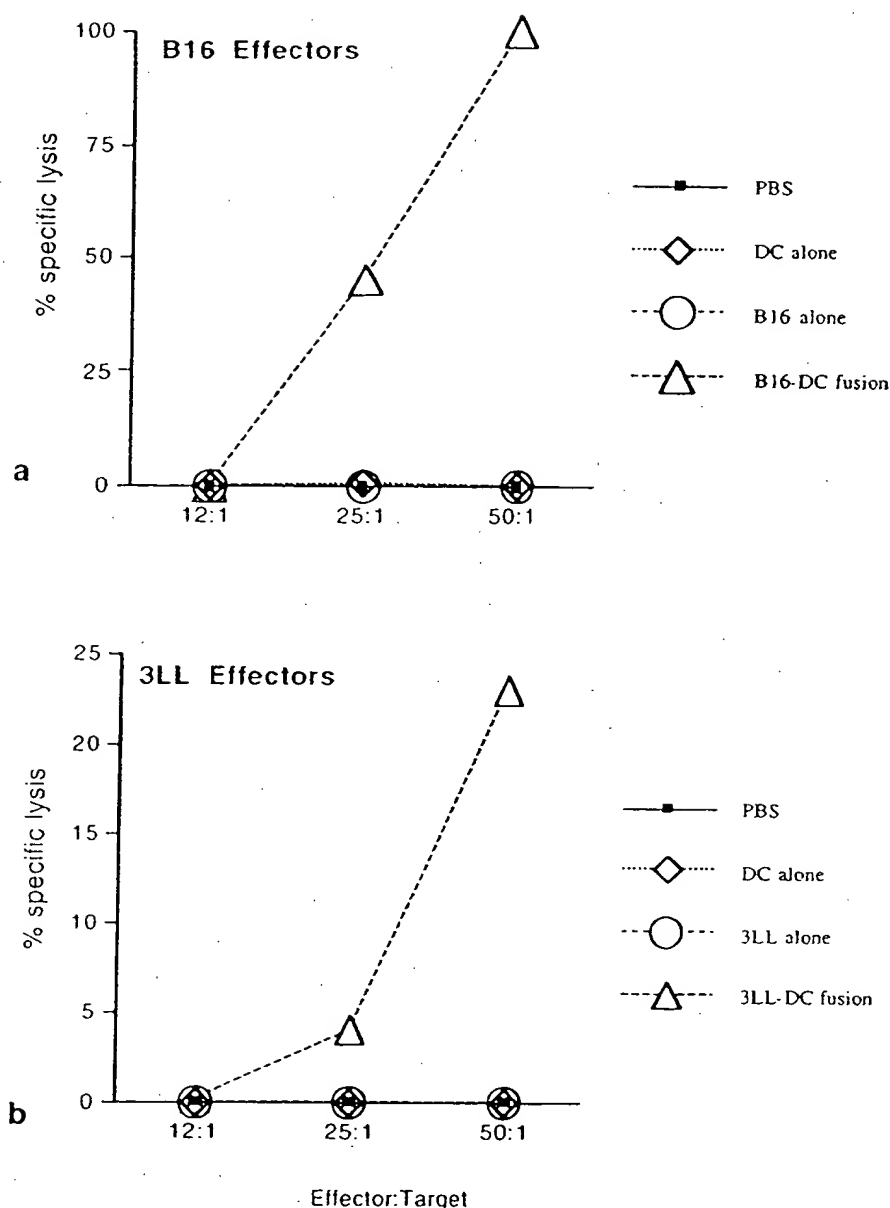 B16 Effectors
% specific lysis
100
75
50
25
0
12:1
25:1
50:1
PBS
DC alone
B16 alone
B16-DC fusion
a
3LL Effectors
% specific lysis
25
20
15
10
5
0
12:1
25:1
50:1
PBS
DC alone
3LL alone
3LL-DC fusion
b
Effector:Target